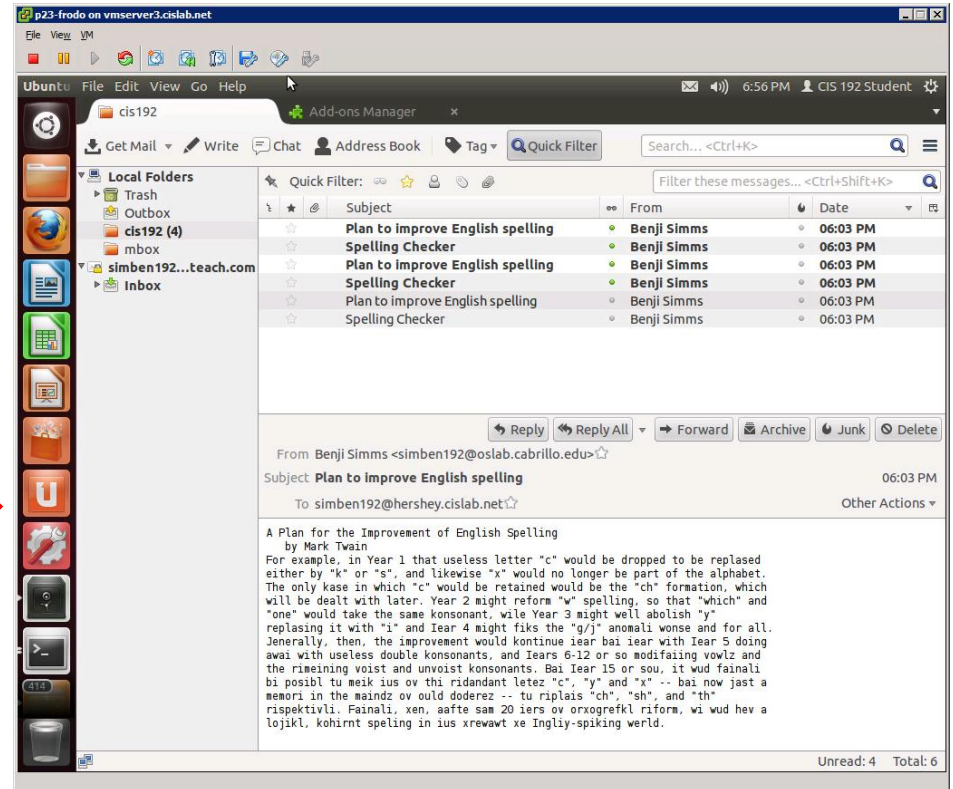 p23-frodo on vmserver3.cislab.net
File View VM
Ubuntu File Edit View Go Help 6:56 PM CIS 192 Student
cis192 Add-ons Manager ×
Get Mail Write Chat Address Book Tag Quick Filter Search... <Ctrl+K>
Local Folders
Trash
Outbox
cis192 (4)
mbox
simben192...teach.com
Inbox
Quick Filter: Filter these messages... <Ctrl+Shift+K>
Subject From Date
Plan to improve English spelling Benji Simms 06:03 PM
Spelling Checker Benji Simms 06:03 PM
Plan to improve English spelling Benji Simms 06:03 PM
Spelling Checker Benji Simms 06:03 PM
Plan to improve English spelling Benji Simms 06:03 PM
Spelling Checker Benji Simms 06:03 PM
Reply Reply All Forward Archive Junk Delete
From Benji Simms <simben192@oslab.cabrillo.edu>
Subject Plan to improve English spelling 06:03 PM
To simben192@hershey.cislab.net Other Actions
A Plan for the Improvement of English Spelling
by Mark Twain
For example, in Year 1 that useless letter "c" would be dropped to be replased
either by "k" or "s", and likewise "x" would no longer be part of the alphabet.
The only kase in which "c" would be retained would be the "ch" formation, which
will be dealt with later. Year 2 might reform "w" spelling, so that "which" and
"one" would take the same konsonant, wile Year 3 might well abolish "y"
replasing it with "i" and Iear 4 might fiks the "g/j" anomali wonse and for all.
Jenerally, then, the improvement would kontinue iear bai iear with Iear 5 doing
awai with useless double konsonants, and Iears 6-12 or so modifaiing vowlz and
the rimeining voist and unvoist konsonants. Bai Iear 15 or sou, it wud fainali
bi posibl tu meik ius ov thi ridandant letez "c", "y" and "x" -- bai now jast a
memori in the maindz ov ould doderez -- tu riplais "ch", "sh", and "th"
rispektivli. Fainali, xen, aafte sam 20 iers ov orxogrefkl riform, wi wud hev a
lojikl, kohirnt speling in ius xrewawt xe Ingliy-spiking werld.
414
Unread: 4 Total: 6